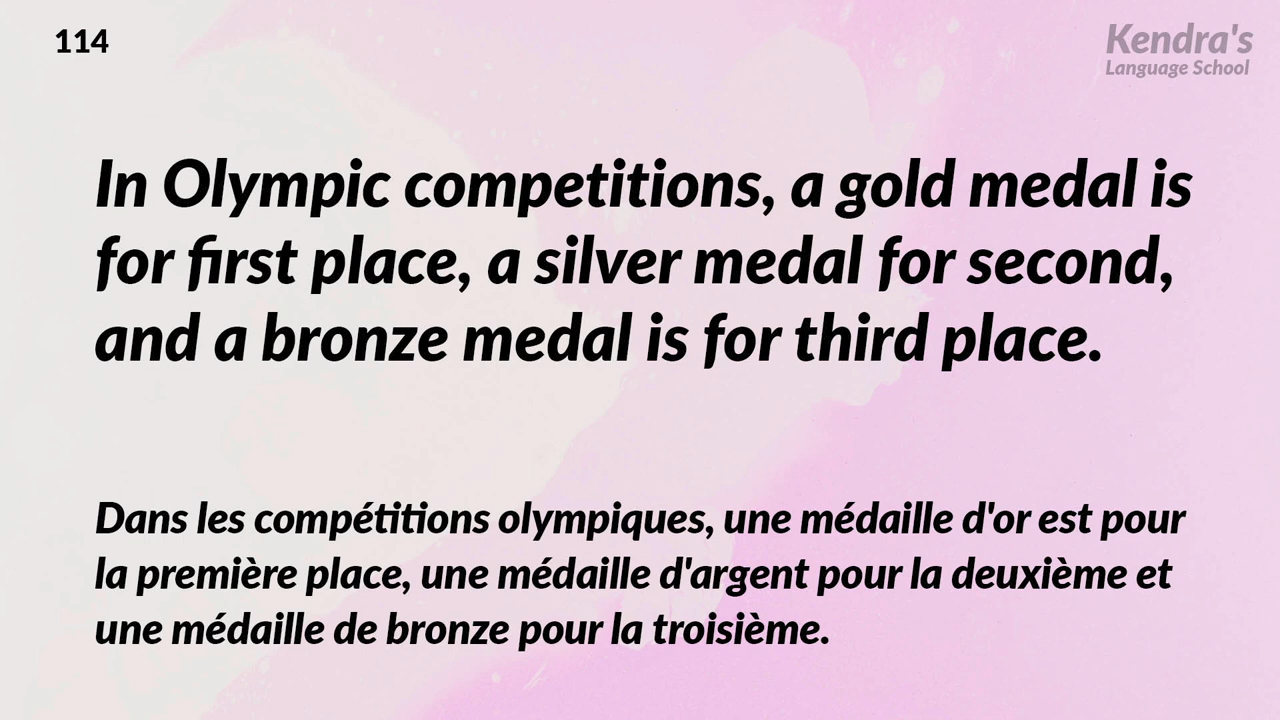 114
Kendra's
Language School
In Olympic competitions, a gold medal is
for first place, a silver medal for second,
and a bronze medal is for third place.
Dans les compétitions olympiques, une médaille d'or est pour
la première place, une médaille d'argent pour la deuxième et
une médaille de bronze pour la troisième.